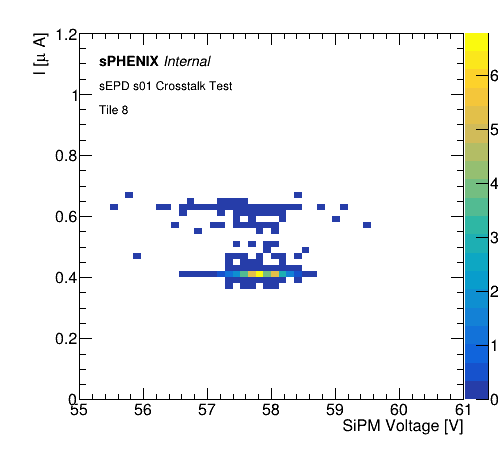 I [μ A]
1.2
1
0.8
0.6
0.4
0.2
0
sPHENIX Internal
sEPD s01 Crosstalk Test
Tile 8
6
5
4
3
2
1
0
55 56 57 58 59 60 61
SiPM Voltage [V]